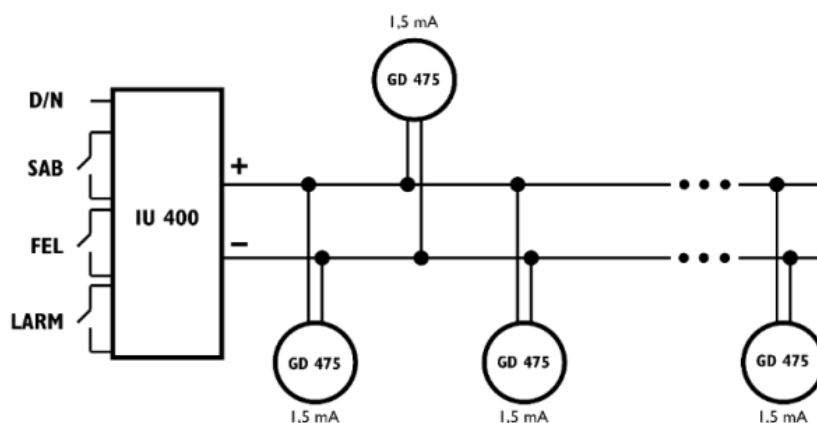 1,5 mA
GD 475
D/N
SAB
FEL
LARM
IU 400
+
−
GD 475
GD 475
GD 475
1,5 mA
1,5 mA
1,5 mA